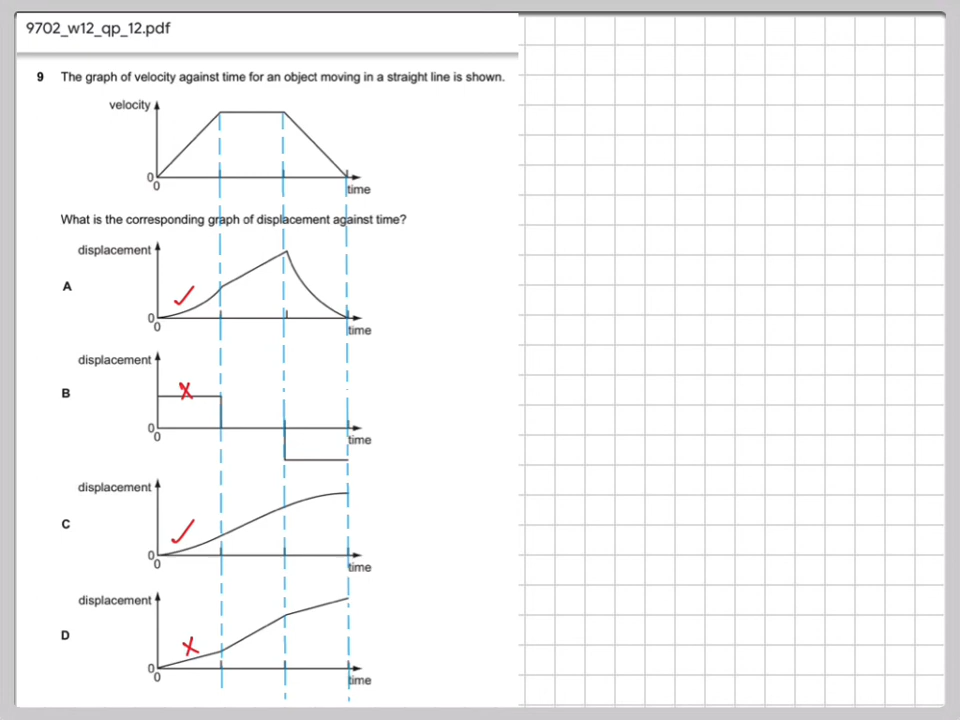 9702_w12_qp_12.pdf
9 The graph of velocity against time for an object moving in a straight line is shown.
velocity
0
0
time
What is the corresponding graph of displacement against time?
displacement
A
0
0
time
displacement
B
0
0
time
displacement
C
0
0
time
displacement
D
0
0
time